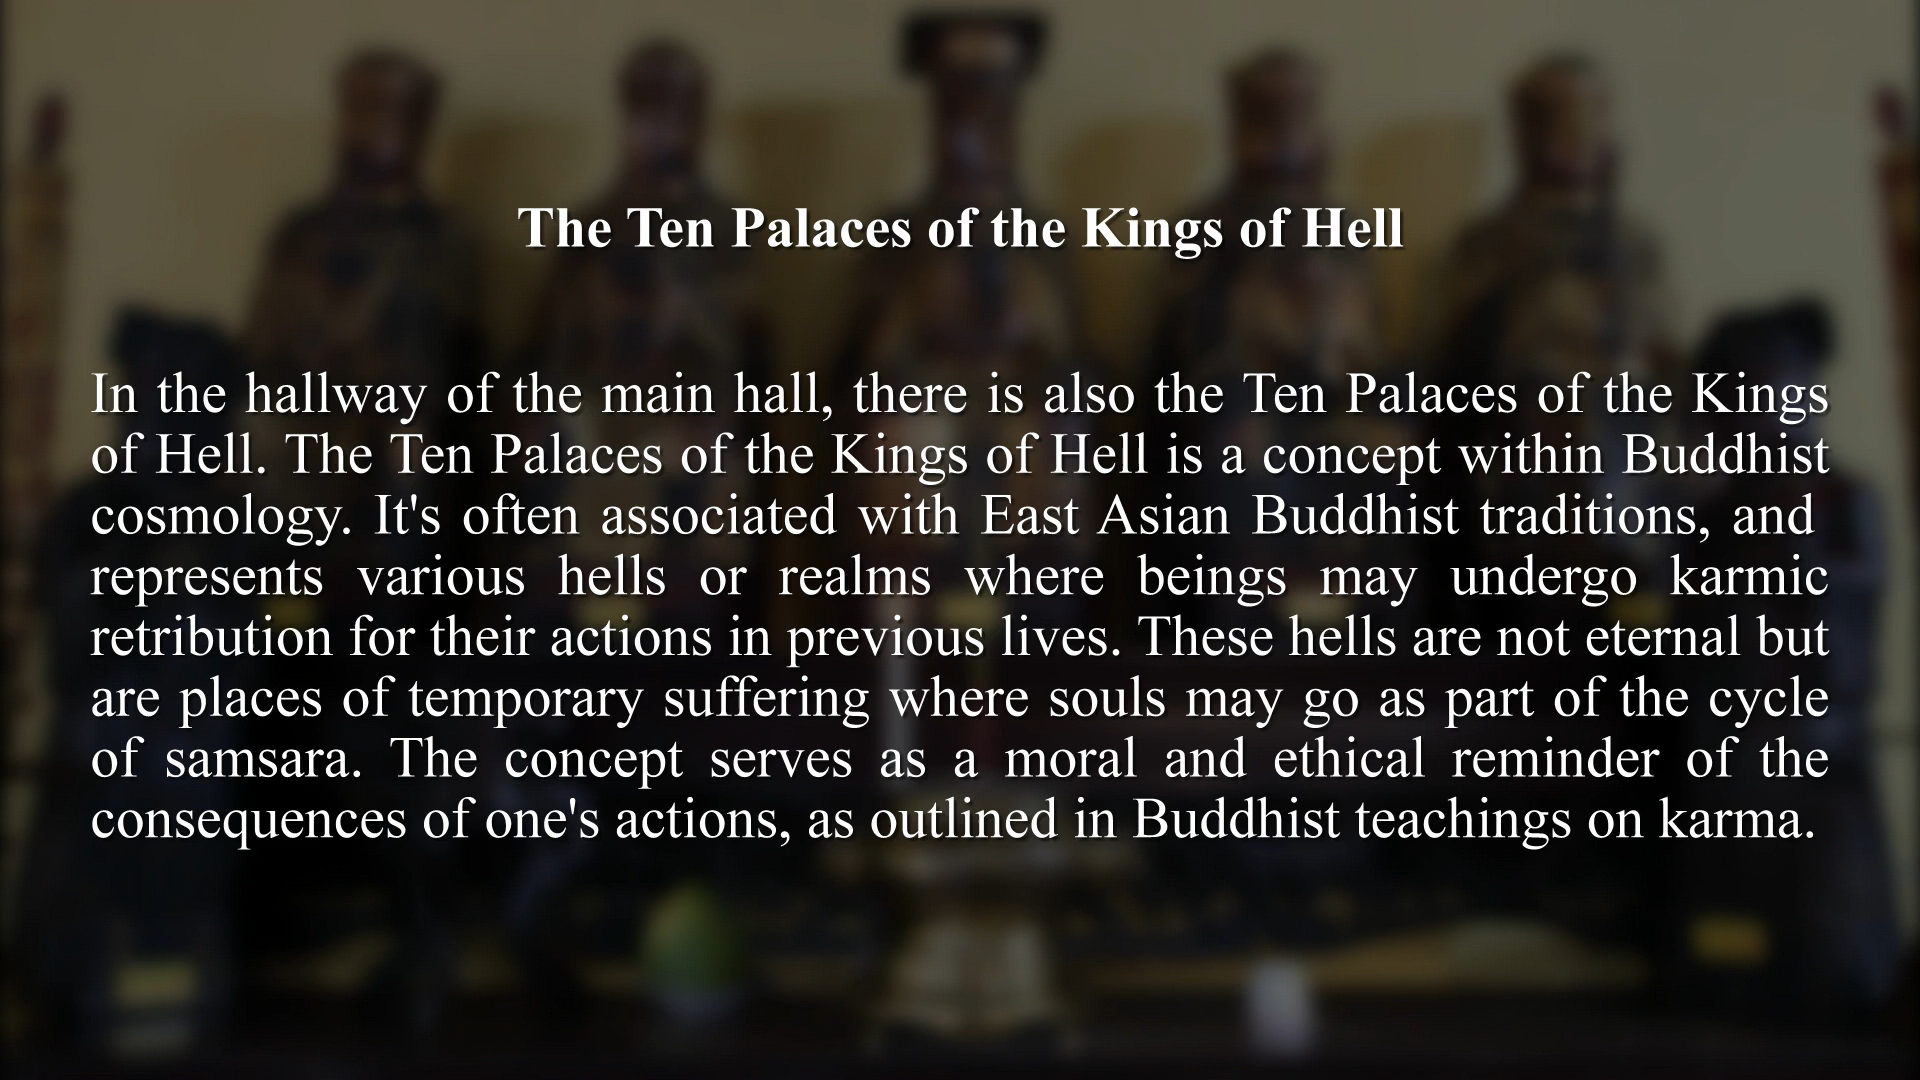 The Ten Palaces of the Kings of Hell
In the hallway of the main hall, there is also the Ten Palaces of the Kings
of Hell. The Ten Palaces of the Kings of Hell is a concept within Buddhist
cosmology. It's often associated with East Asian Buddhist traditions, and
represents various hells or realms where beings may undergo karmic
retribution for their actions in previous lives. These hells are not eternal but
are places of temporary suffering where souls may go as part of the cycle
of samsara. The concept serves as a moral and ethical reminder of the
consequences of one's actions, as outlined in Buddhist teachings on karma.